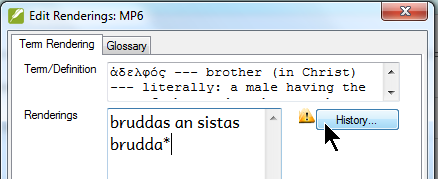 Edit Renderings: MP6
Term Rendering Glossary
Term/Definition
ἀδελφός --- brother (in Christ)
--- literally: a male having the
Renderings
bruddas an sistas
brudda*
History...